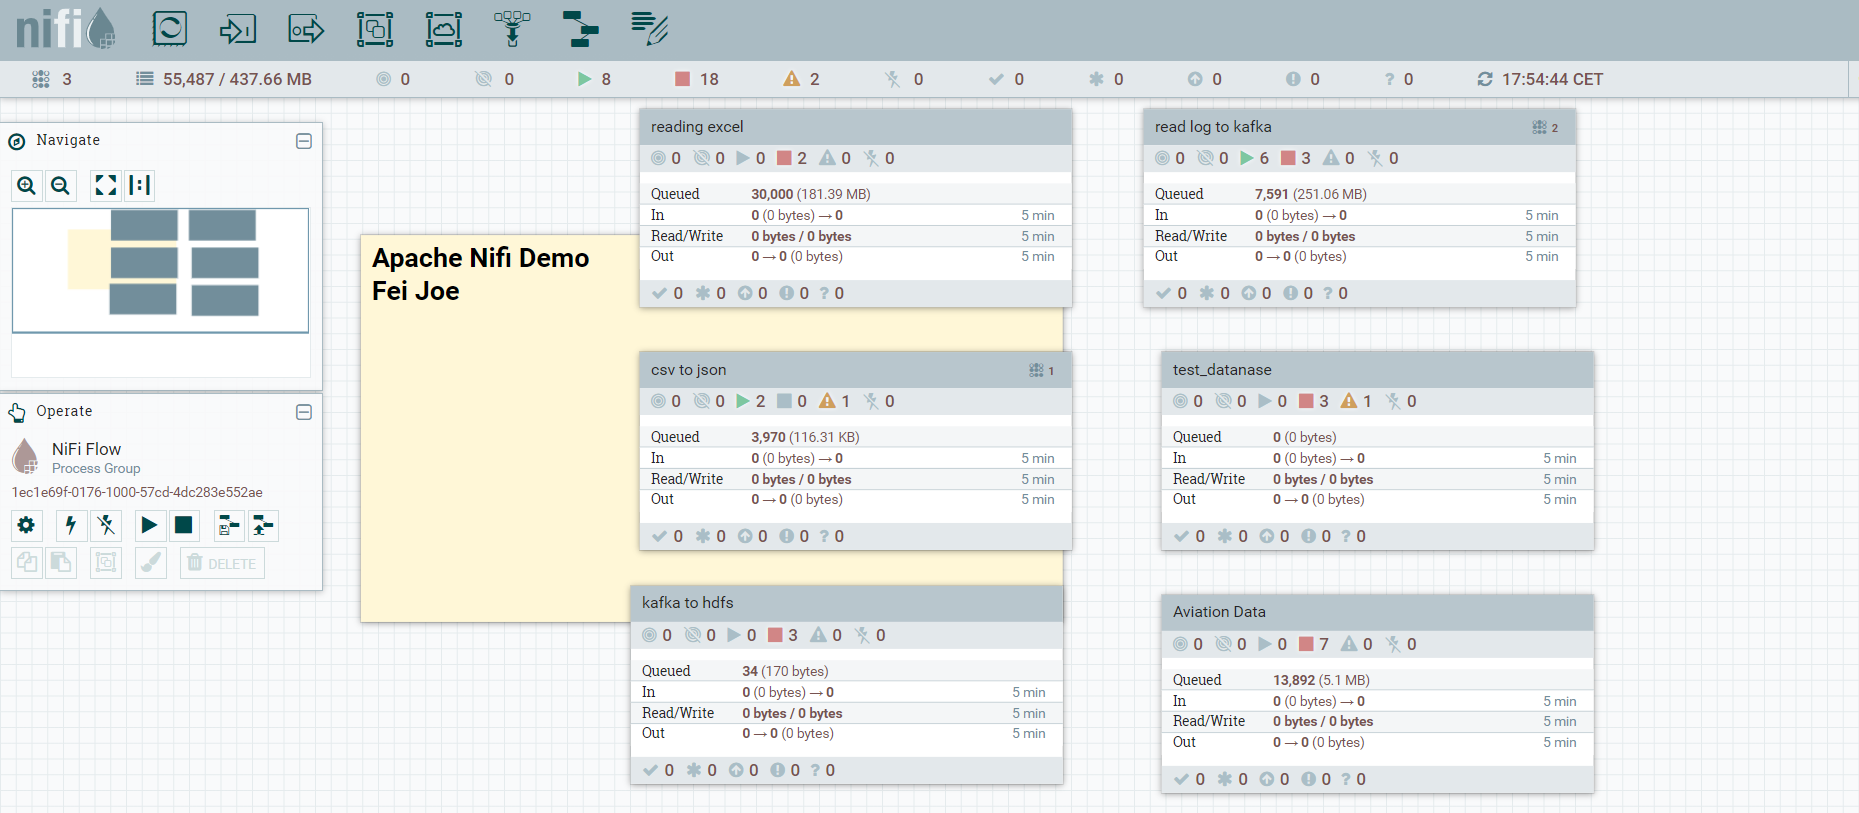 nifi
3 55,487 / 437.66 MB 0 0 8 18 2 0 0 0 0 0 ? 0 17:54:44 CET
Navigate
Operate
NiFi Flow
Process Group
1ec1e69f-0176-1000-57cd-4dc283e552ae
DELETE
Apache Nifi Demo
Fei Joe
reading excel
0 0 0 2 0 0
Queued 30,000 (181.39 MB)
In 0 (0 bytes) → 0 5 min
Read/Write 0 bytes / 0 bytes 5 min
Out 0 → 0 (0 bytes) 5 min
0 0 0 0 ? 0
read log to kafka 2
0 0 6 3 0 0
Queued 7,591 (251.06 MB)
In 0 (0 bytes) → 0 5 min
Read/Write 0 bytes / 0 bytes 5 min
Out 0 → 0 (0 bytes) 5 min
0 0 0 0 ? 0
csv to json 1
0 0 2 0 1 0
Queued 3,970 (116.31 KB)
In 0 (0 bytes) → 0 5 min
Read/Write 0 bytes / 0 bytes 5 min
Out 0 → 0 (0 bytes) 5 min
0 0 0 0 ? 0
test_datanase
0 0 0 3 1 0
Queued 0 (0 bytes)
In 0 (0 bytes) → 0 5 min
Read/Write 0 bytes / 0 bytes 5 min
Out 0 → 0 (0 bytes) 5 min
0 0 0 0 ? 0
kafka to hdfs
0 0 0 3 0 0
Queued 34 (170 bytes)
In 0 (0 bytes) → 0 5 min
Read/Write 0 bytes / 0 bytes 5 min
Out 0 → 0 (0 bytes) 5 min
0 0 0 0 ? 0
Aviation Data
0 0 0 7 0 0
Queued 13,892 (5.1 MB)
In 0 (0 bytes) → 0 5 min
Read/Write 0 bytes / 0 bytes 5 min
Out 0 → 0 (0 bytes) 5 min
0 0 0 0 ? 0